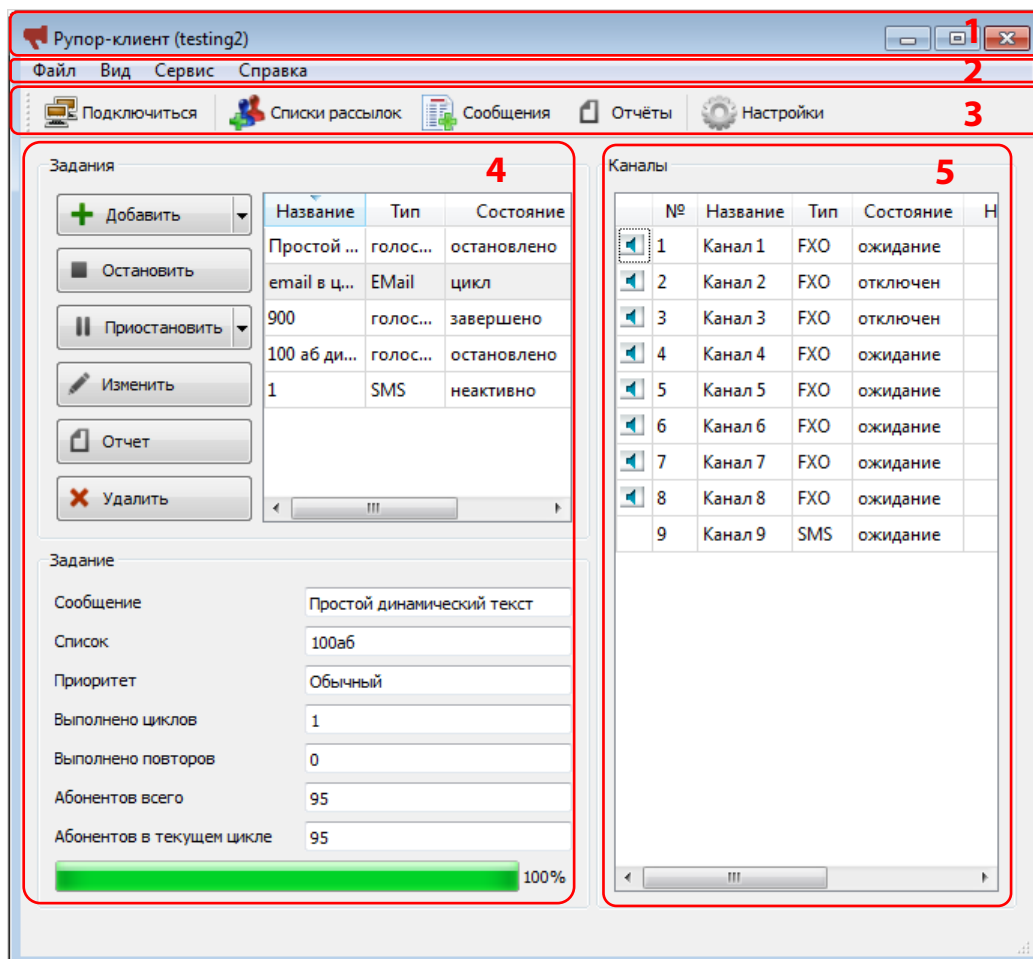 Рупор-клиент (testing2)
1
Файл Вид Сервис Справка
2
Подключиться Списки рассылок Сообщения Отчёты Настройки
3
Задания
4
Добавить
Остановить
Приостановить
Изменить
Отчет
Удалить
Название Тип Состояние
Простой ... голос... остановлено
email в ц... EMail цикл
900 голос... завершено
100 аб ди... голос... остановлено
1 SMS неактивно
Задание
Сообщение Простой динамический текст
Список 100аб
Приоритет Обычный
Выполнено циклов 1
Выполнено повторов 0
Абонентов всего 95
Абонентов в текущем цикле 95
100%
Каналы
5
№ Название Тип Состояние Н
1 Канал 1 FXO ожидание
2 Канал 2 FXO отключен
3 Канал 3 FXO отключен
4 Канал 4 FXO ожидание
5 Канал 5 FXO ожидание
6 Канал 6 FXO ожидание
7 Канал 7 FXO ожидание
8 Канал 8 FXO ожидание
9 Канал 9 SMS ожидание